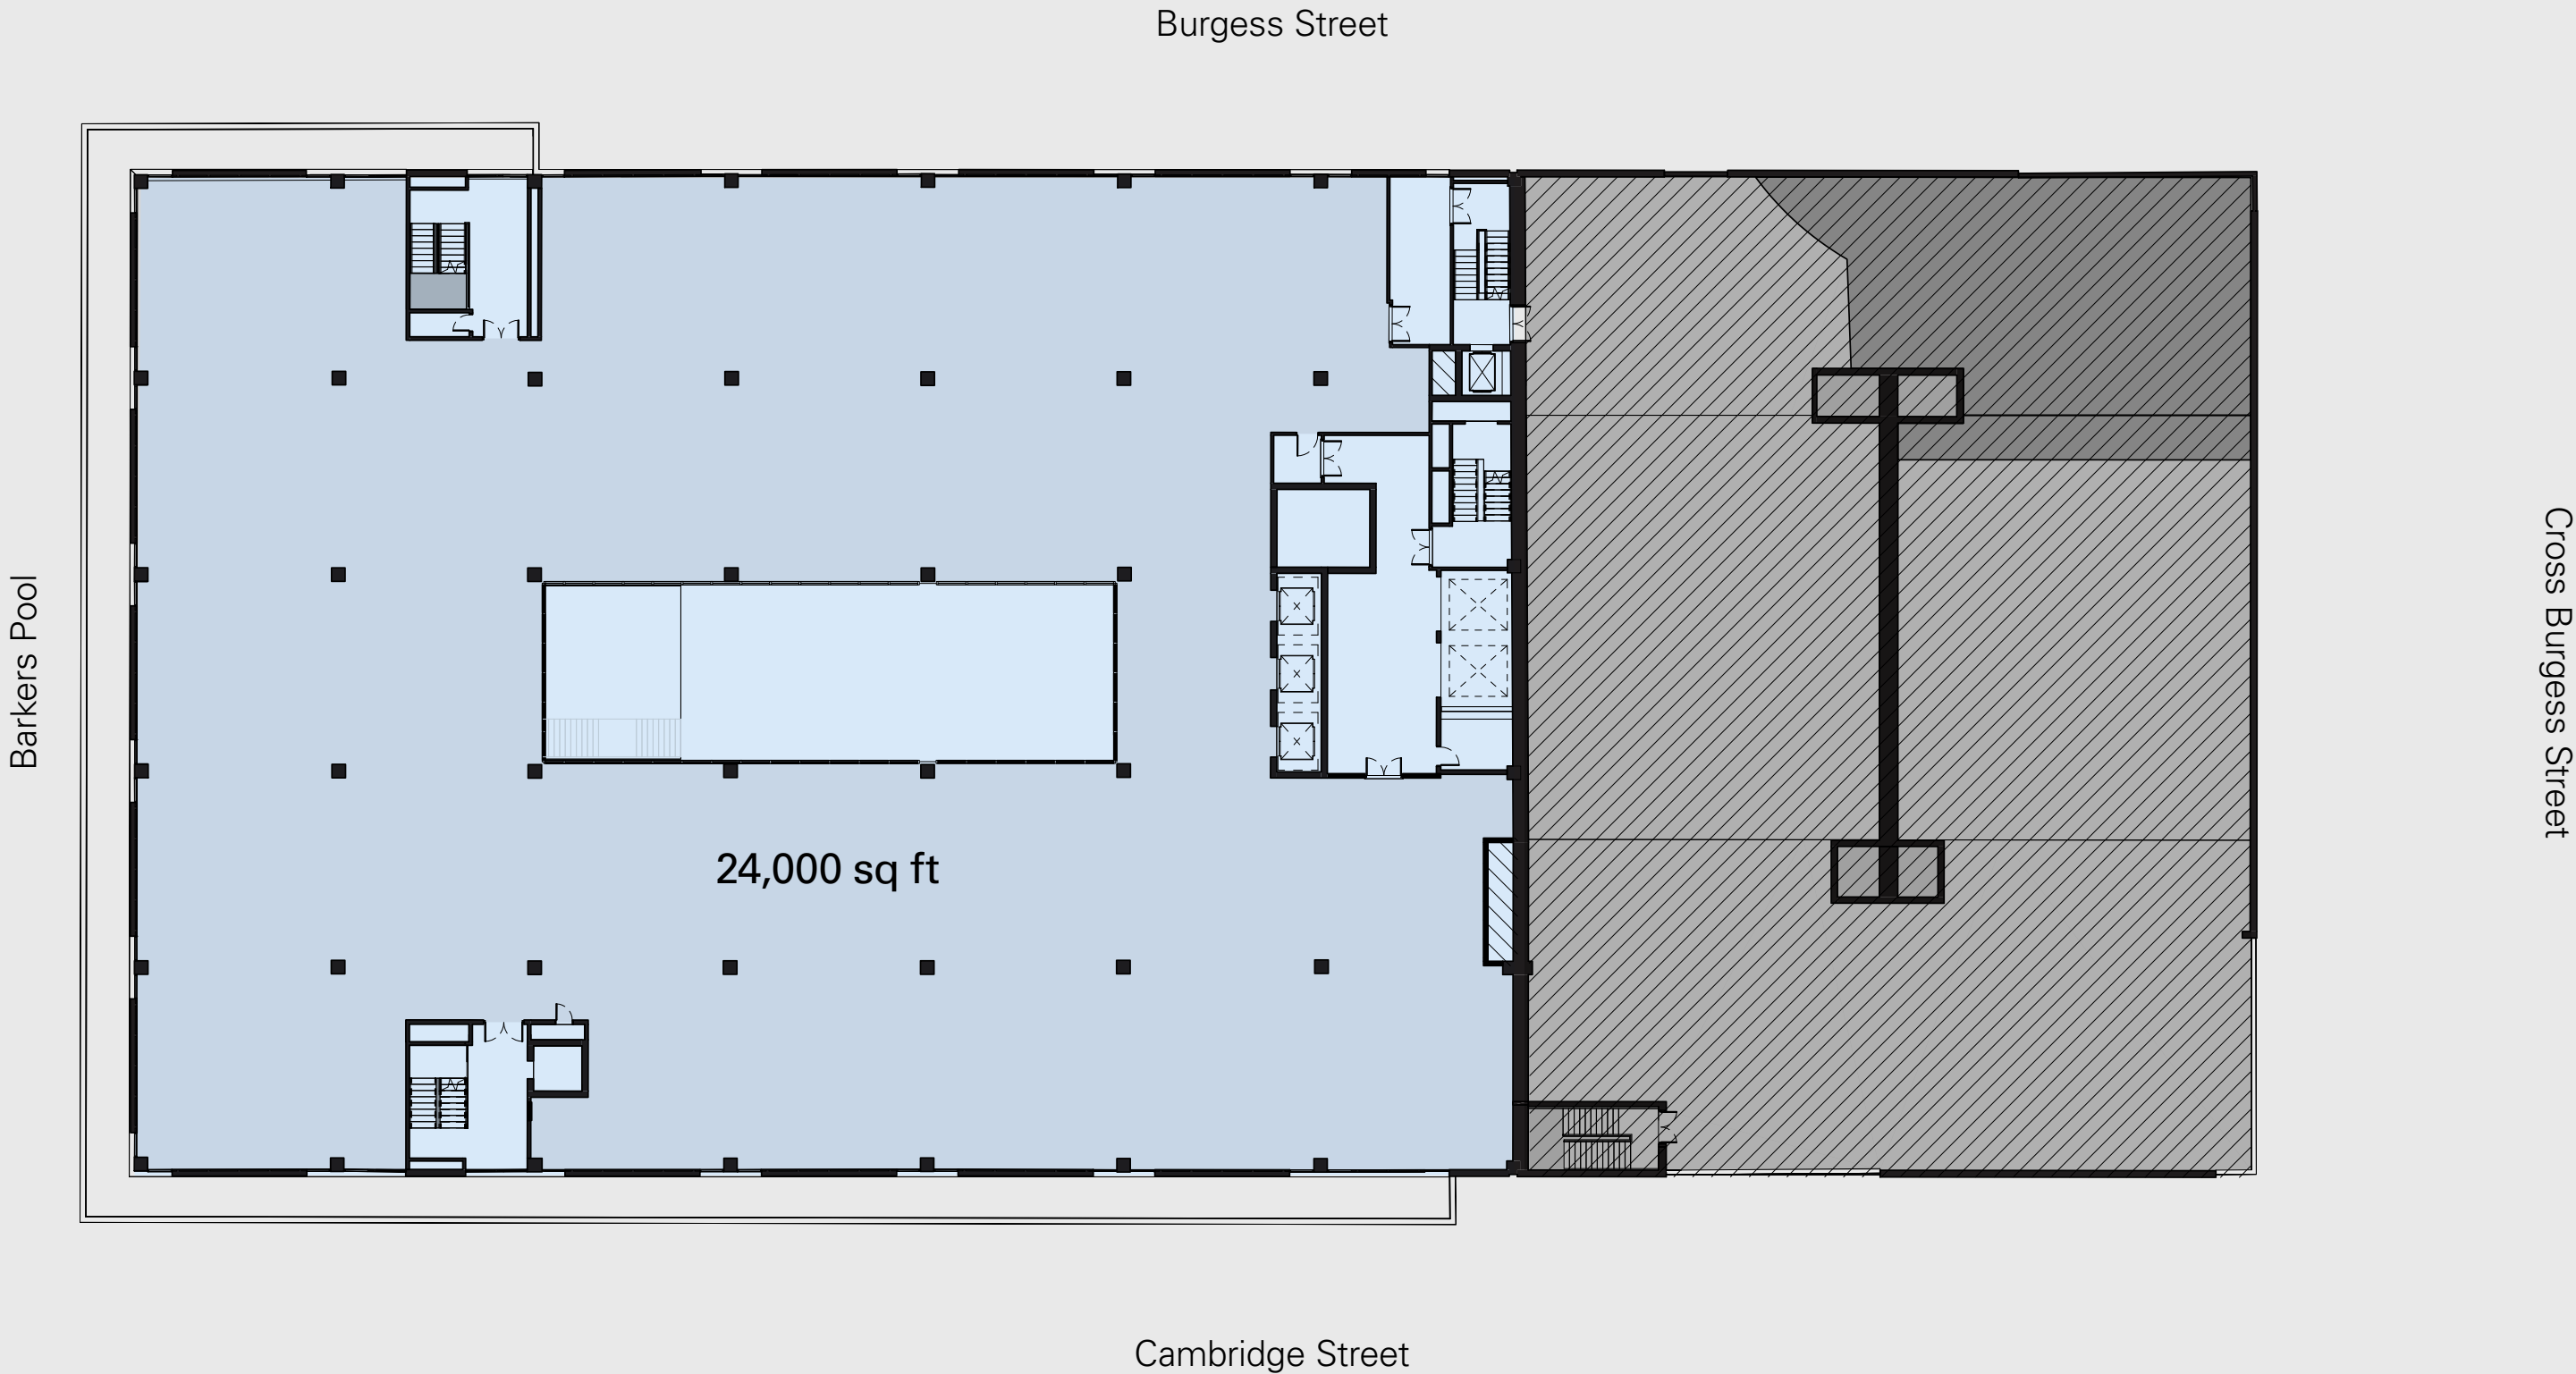 Burgess Street
Barkers Pool
Cross Burgess Street
24,000 sq ft
Cambridge Street